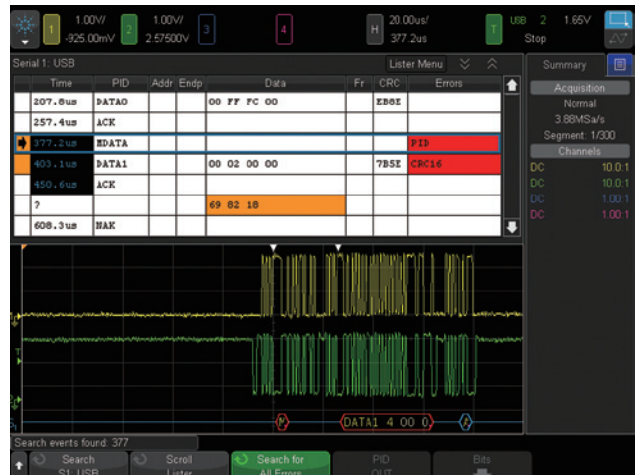 1 1.00V/ 2 1.00V/ 3 4 H 20.00us/ T USB 2 1.65V
-925.00mV 2.57500V 377.2us Stop
Serial 1: USB Lister Menu Summary
Time PID Addr Endp Data Fr CRC Errors
207.8us DATA0 00 FF FC 00 EB8E
257.4us ACK
377.2us MDATA PID
403.1us DATA1 00 02 00 00 7B5E CRC16
450.6us ACK
? 69 82 18
608.3us NAK
Acquisition
Normal
3.88MSa/s
Segment: 1/300
Channels
DC 10.0:1
DC 10.0:1
DC 1.00:1
DC 1.00:1
DATA1 4 00 0
Search events found: 377
Search Scroll Search for PID Bits
S1 USB Lister All Errors OUT